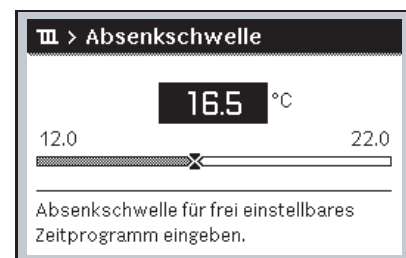 > Absenkschwelle
16.5 °C
12.0 22.0
Absenkschwelle für frei einstellbares
Zeitprogramm eingeben.